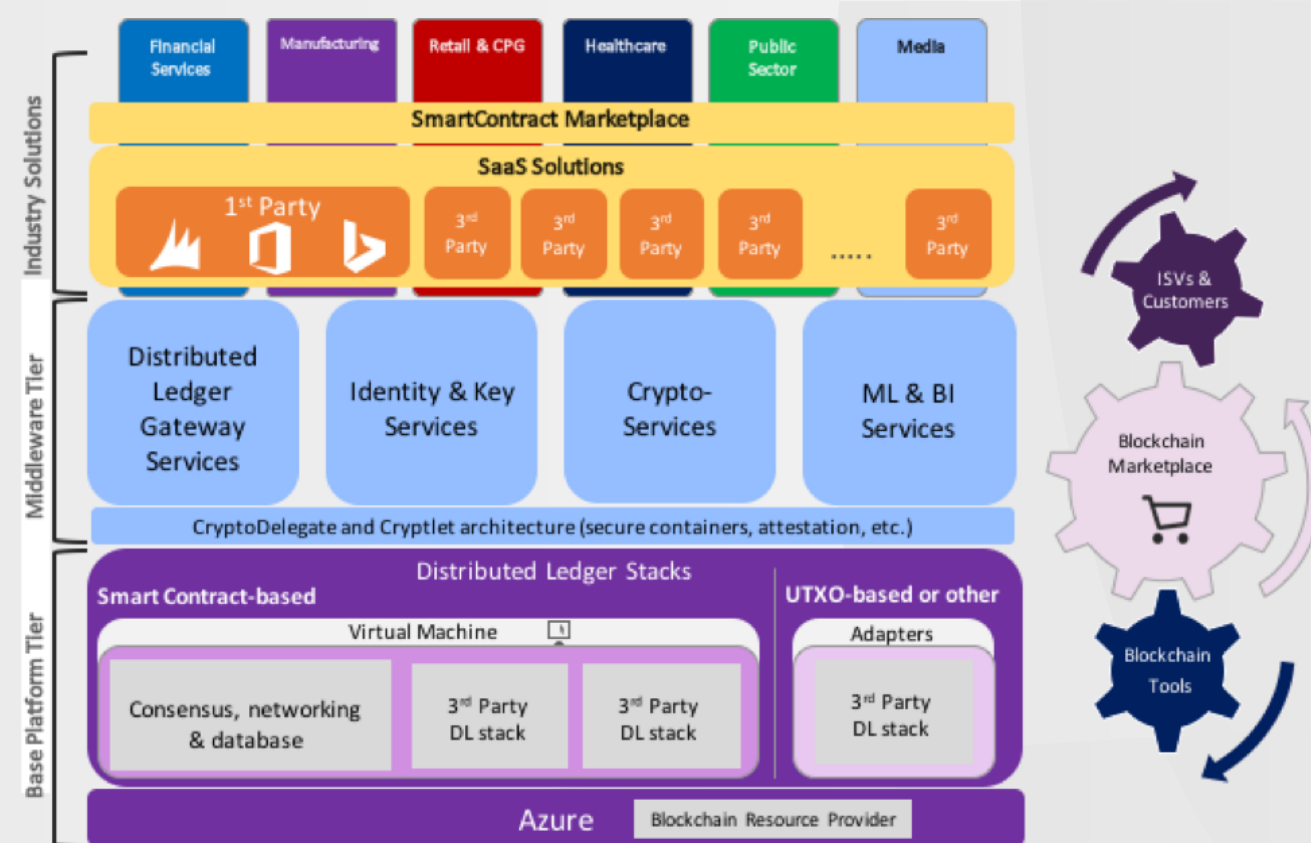 Financial
Services
Manufacturing
Retail & CPG
Healthcare
Public
Sector
Media
Industry Solutions
SmartContract Marketplace
SaaS Solutions
1st Party
3rd
Party
3rd
Party
3rd
Party
3rd
Party
.....
3rd
Party
Middleware Tier
Distributed
Ledger
Gateway
Services
Identity & Key
Services
Crypto-
Services
ML & BI
Services
CryptoDelegate and Cryptlet architecture (secure containers, attestation, etc.)
Base Platform Tier
Distributed Ledger Stacks
Smart Contract-based
UTXO-based or other
Virtual Machine
Adapters
Consensus, networking
& database
3rd Party
DL stack
3rd Party
DL stack
3rd Party
DL stack
Azure
Blockchain Resource Provider
ISVs &
Customers
Blockchain
Marketplace
Blockchain
Tools